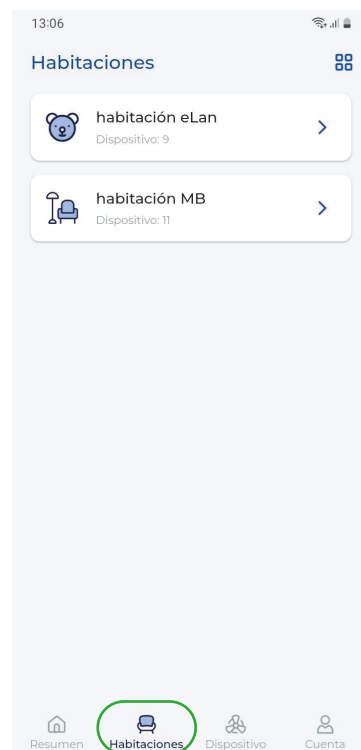 13:06
Habitaciones
habitación eLan
Dispositivo: 9
habitación MB
Dispositivo: 11
Resumen Habitaciones Dispositivo Cuenta